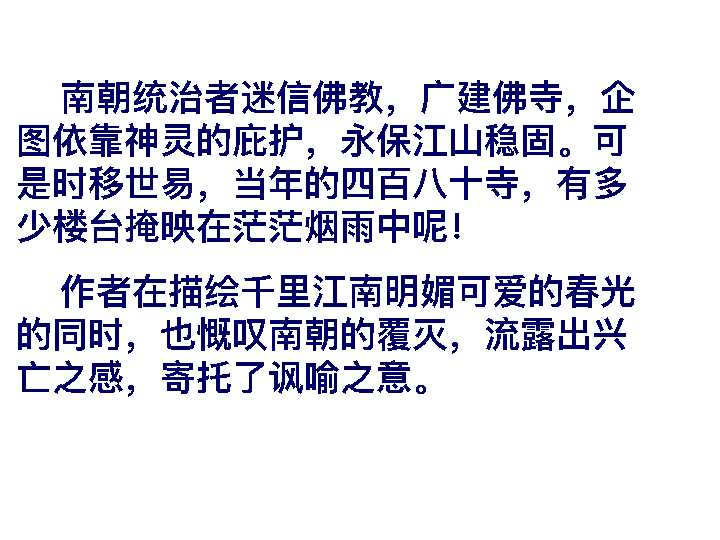 南朝统治者迷信佛教，广建佛寺，企
图依靠神灵的庇护，永保江山稳固。可
是时移世易，当年的四百八十寺，有多
少楼台掩映在茫茫烟雨中呢！
作者在描绘千里江南明媚可爱的春光
的同时，也慨叹南朝的覆灭，流露出兴
亡之感，寄托了讽喻之意。